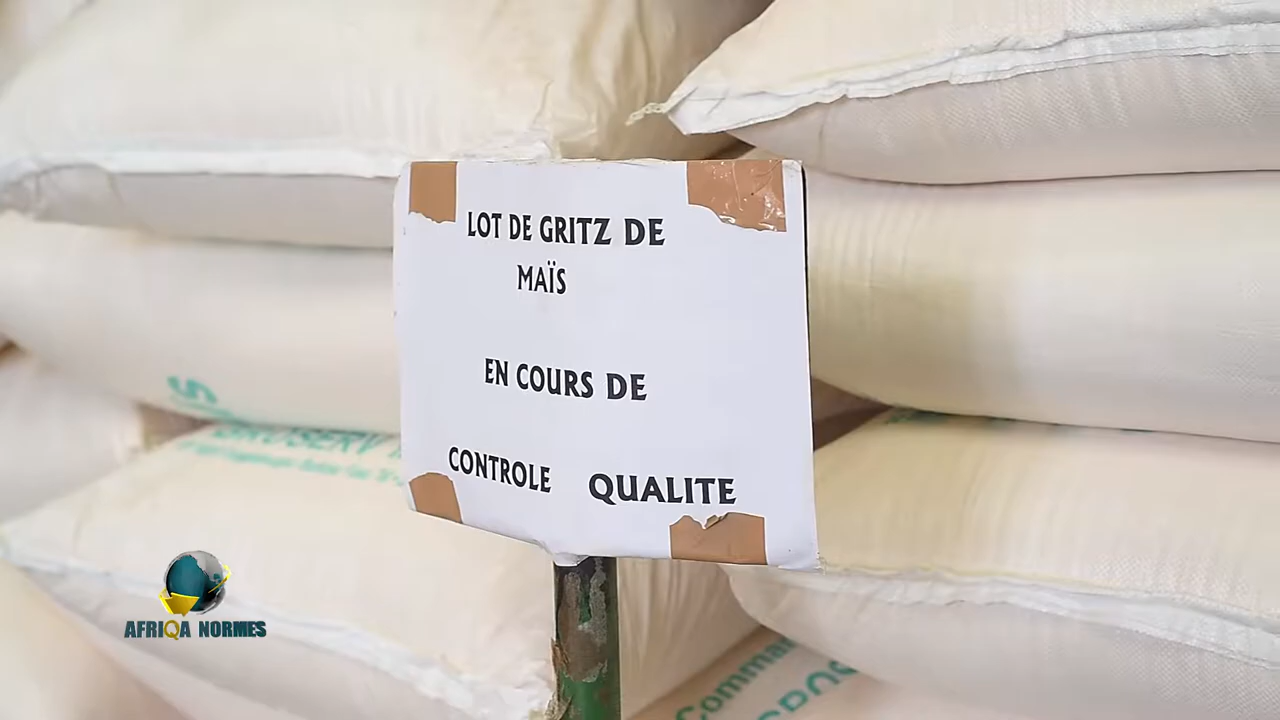 LOT DE GRITZ DE
MAÏS
EN COURS DE
CONTROLE QUALITE
AFRIQA NORMES